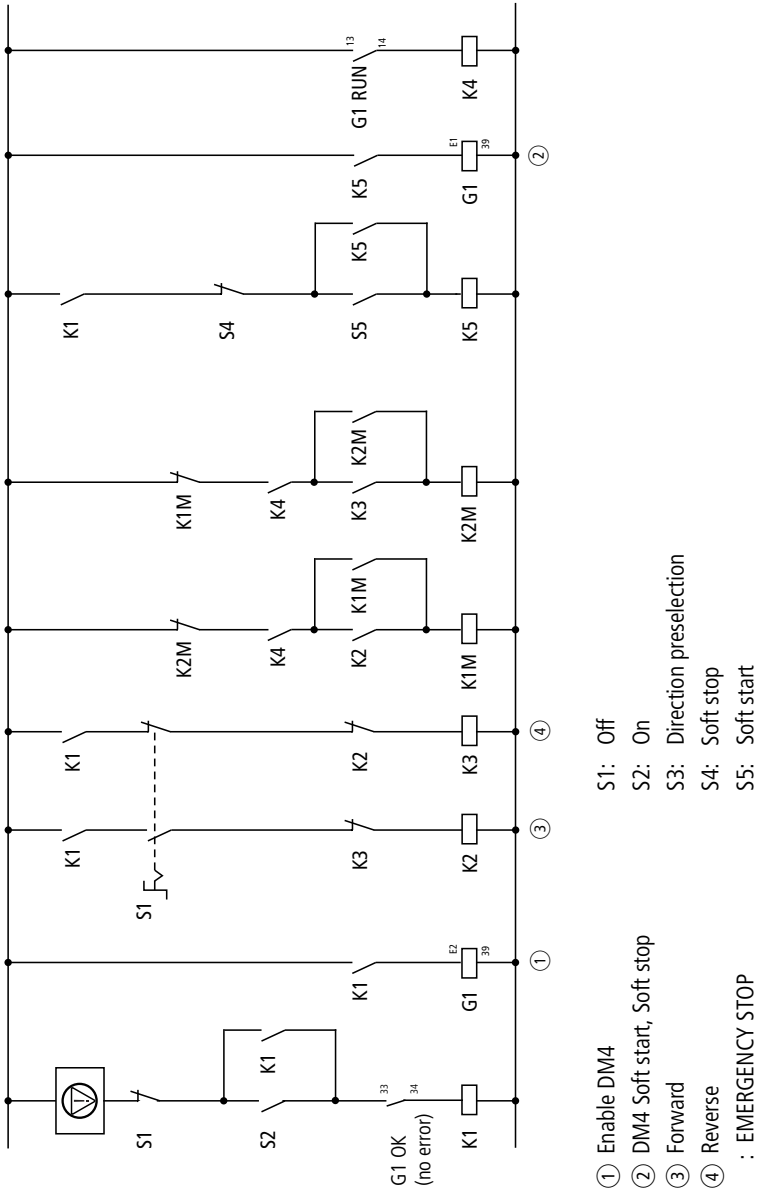 S1
S2
K1
G1 OK
(no error)
33
34
K1
K1
G1
E2
39
①
S1
K1
K3
K2
③
K1
K2
K3
④
K2M
K4
K2
K1M
K1M
K1M
K4
K3
K2M
K2M
K1
S4
S5
K5
K5
K5
G1
E1
39
②
G1 RUN
13
14
K4
① Enable DM4
② DM4 Soft start, Soft stop
③ Forward
④ Reverse
: EMERGENCY STOP
S1: Off
S2: On
S3: Direction preselection
S4: Soft stop
S5: Soft start